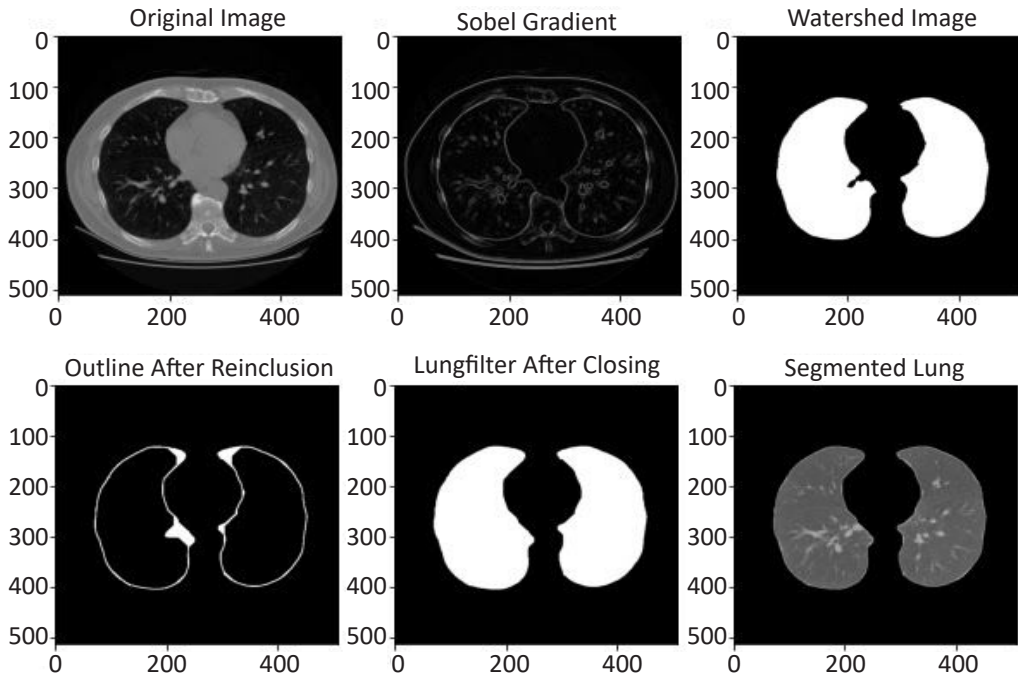 Original Image
Sobel Gradient
Watershed Image
0 0 0
100 100 100
200 200 200
300 300 300
400 400 400
500 500 500
0 200 400 0 200 400 0 200 400
Outline After Reinclusion
Lungfilter After Closing
Segmented Lung
0 0 0
100 100 100
200 200 200
300 300 300
400 400 400
500 500 500
0 200 400 0 200 400 0 200 400